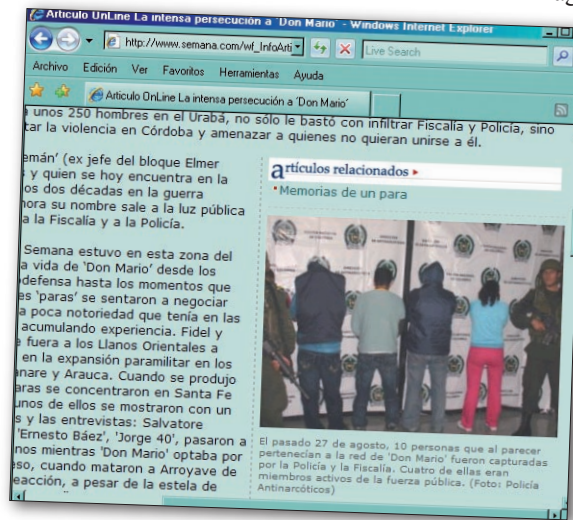 Artículo OnLine La intensa persecución a 'Don Mario' - Windows Internet Explorer
http://www.semana.com/wf_InfoArti
Live Search
Archivo Edición Ver Favoritos Herramientas Ayuda
Articulo OnLine La intensa persecución a 'Don Mario'
unos 250 hombres en el Urabá, no sólo le bastó con infiltrar Fiscalía y Policía, sino
tar la violencia en Córdoba y amenazar a quienes no quieran unirse a él.
emán' (ex jefe del bloque Elmer
y quien se hoy encuentra en la
os dos décadas en la guerra
nora su nombre sale a la luz pública
a la Fiscalía y a la Policía.
Semana estuvo en esta zona del
a vida de 'Don Mario' desde los
defensa hasta los momentos que
es 'paras' se sentaron a negociar
a poca notoriedad que tenía en las
acumulando experiencia. Fidel y
fuera a los Llanos Orientales a
en la expansión paramilitar en los
nare y Arauca. Cuando se produjo
aras se concentraron en Santa Fe
unos de ellos se mostraron con un
s y las entrevistas: Salvatore
'Ernesto Báez', 'Jorge 40', pasaron a
nos mientras 'Don Mario' optaba por
eso, cuando mataron a Arroyave de
eacción, a pesar de la estela de
artículos relacionados
Memorias de un para
El pasado 27 de agosto, 10 personas que al parecer
pertenecían a la red de 'Don Mario' fueron capturadas
por la Policía y la Fiscalía. Cuatro de ellas eran
miembros activos de la fuerza pública. (Foto: Policía
Antinarcóticos)